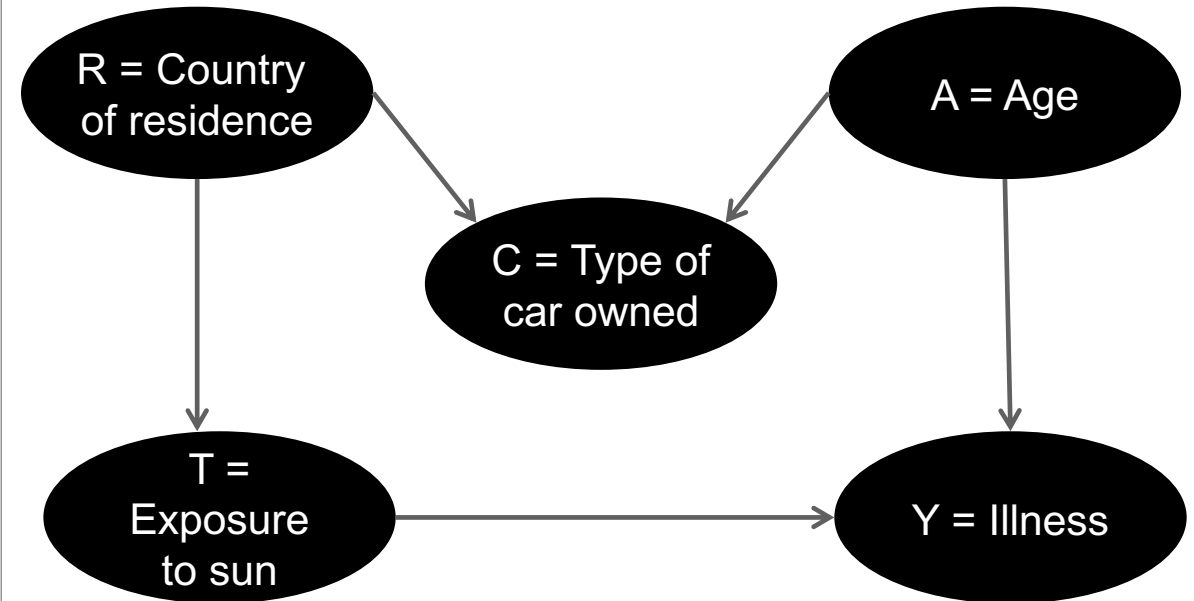 R = Country
of residence
A = Age
C = Type of
car owned
T =
Exposure
to sun
Y = Illness